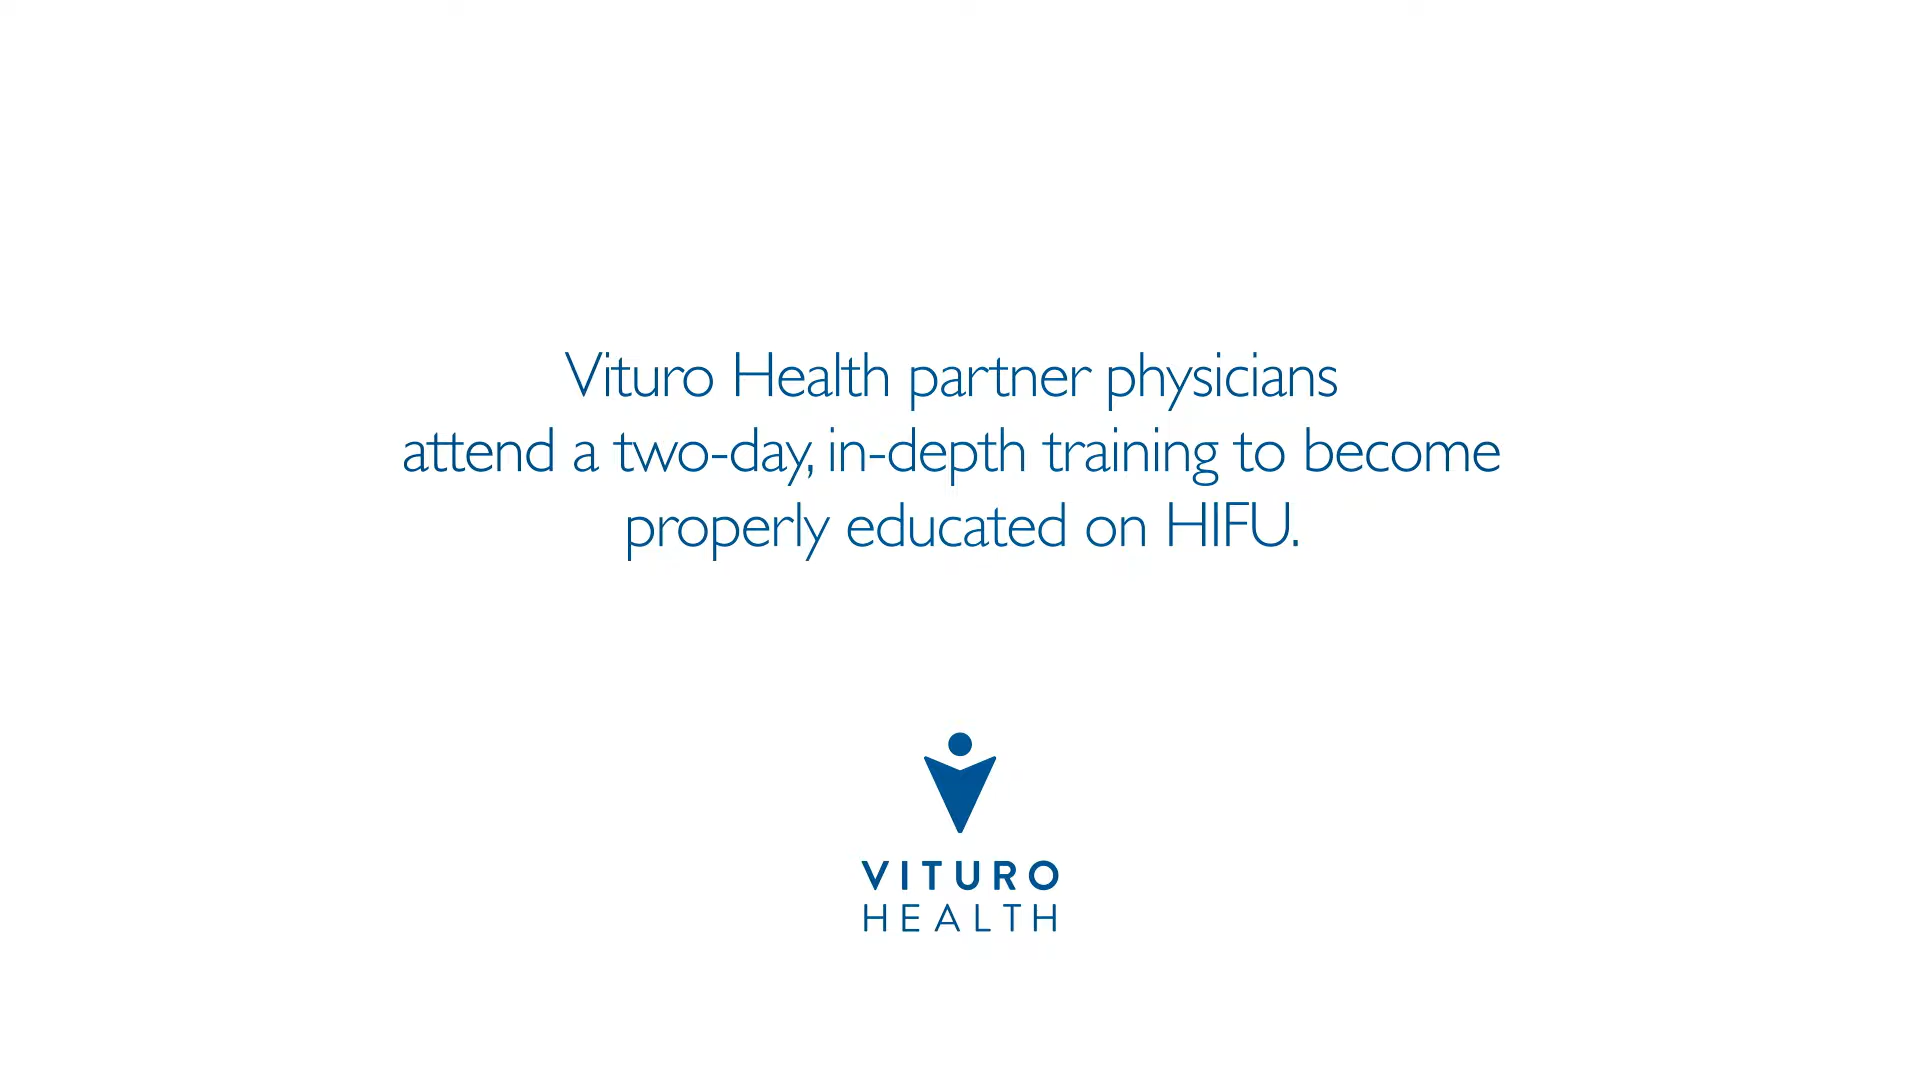 Vituro Health partner physicians
attend a two-day, in-depth training to become
properly educated on HIFU.
VITURO
HEALTH